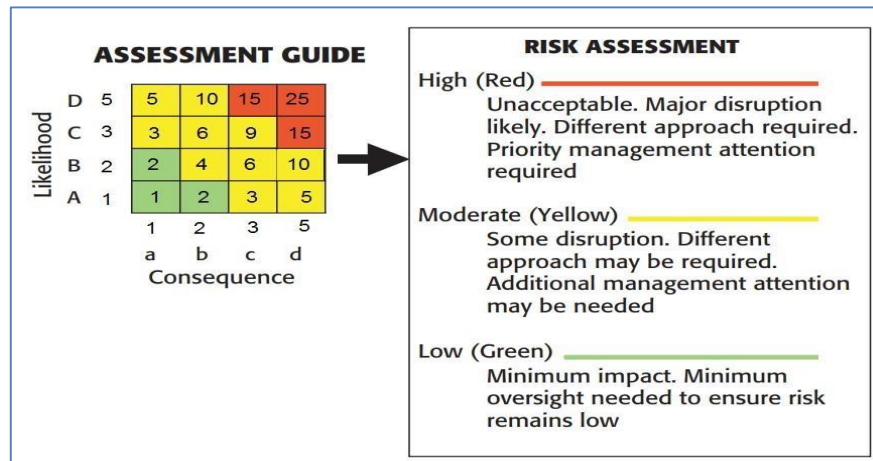 ASSESSMENT GUIDE
Likelihood
D 5 5 10 15 25
C 3 3 6 9 15
B 2 2 4 6 10
A 1 1 2 3 5
1 2 3 5
a b c d
Consequence
RISK ASSESSMENT
High (Red)
Unacceptable. Major disruption
likely. Different approach required.
Priority management attention
required
Moderate (Yellow)
Some disruption. Different
approach may be required.
Additional management attention
may be needed
Low (Green)
Minimum impact. Minimum
oversight needed to ensure risk
remains low